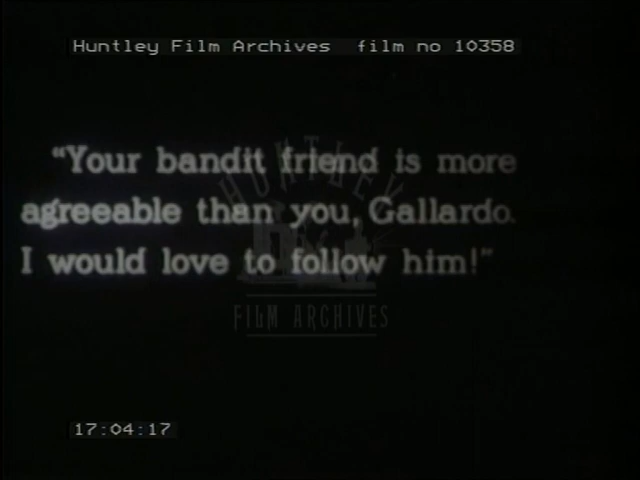 Huntley Film Archives film no 10358
"Your bandit friend is more
agreeable than you, Gallardo.
I would love to follow him!"
HUNTLEY
FILM ARCHIVES
17:04:17